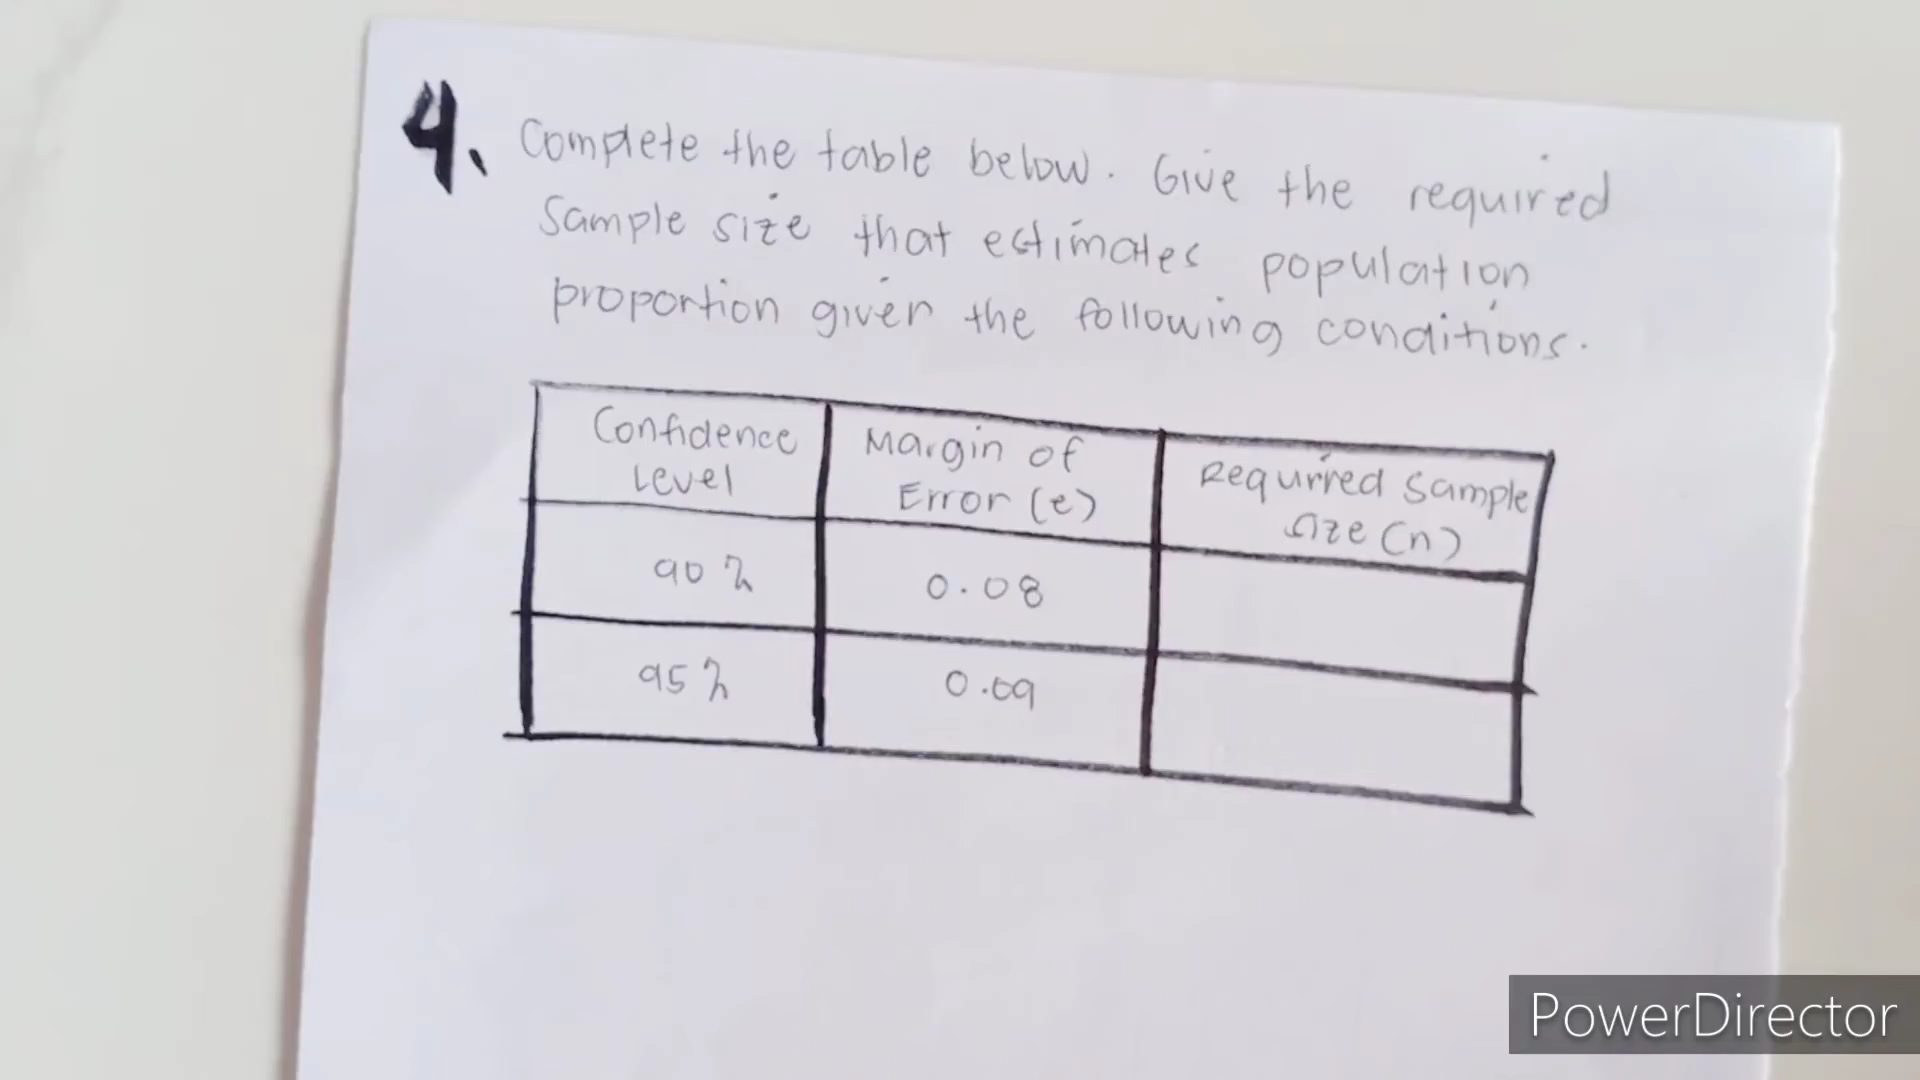 4. Complete the table below. Give the required
Sample size that estimates population
proportion given the following conditions.
Confidence Level
Margin of Error (e)
Required Sample size (n)
90%
0.08
95%
0.09
PowerDirector